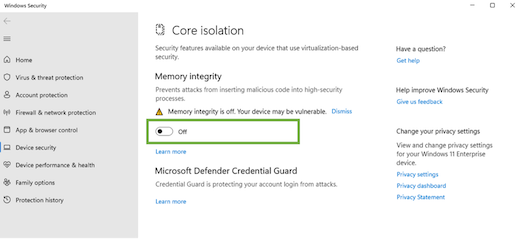 Windows Security
Core isolation
Security features available on your device that use virtualization-based
security.
Memory integrity
Prevents attacks from inserting malicious code into high-security
processes.
Memory integrity is off. Your device may be vulnerable. Dismiss
Off
Learn more
Microsoft Defender Credential Guard
Credential Guard is protecting your account login from attacks.
Learn more
Home
Virus & threat protection
Account protection
Firewall & network protection
App & browser control
Device security
Device performance & health
Family options
Protection history
Have a question?
Get help
Help improve Windows Security
Give us feedback
Change your privacy settings
View and change privacy settings
for your Windows 11 Enterprise
device.
Privacy settings
Privacy dashboard
Privacy Statement